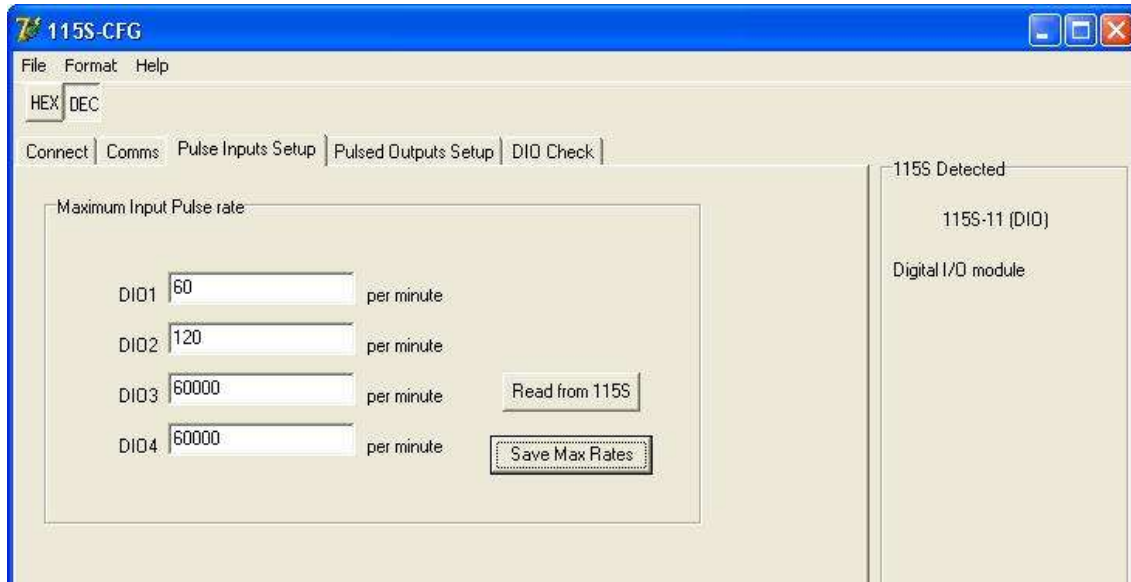 115S-CFG
File Format Help
HEX DEC
Connect Comms Pulse Inputs Setup Pulsed Outputs Setup DIO Check
115S Detected
115S-11 (DIO)
Digital I/O module
Maximum Input Pulse rate
DIO1 60 per minute
DIO2 120 per minute
DIO3 60000 per minute
Read from 115S
DIO4 60000 per minute
Save Max Rates